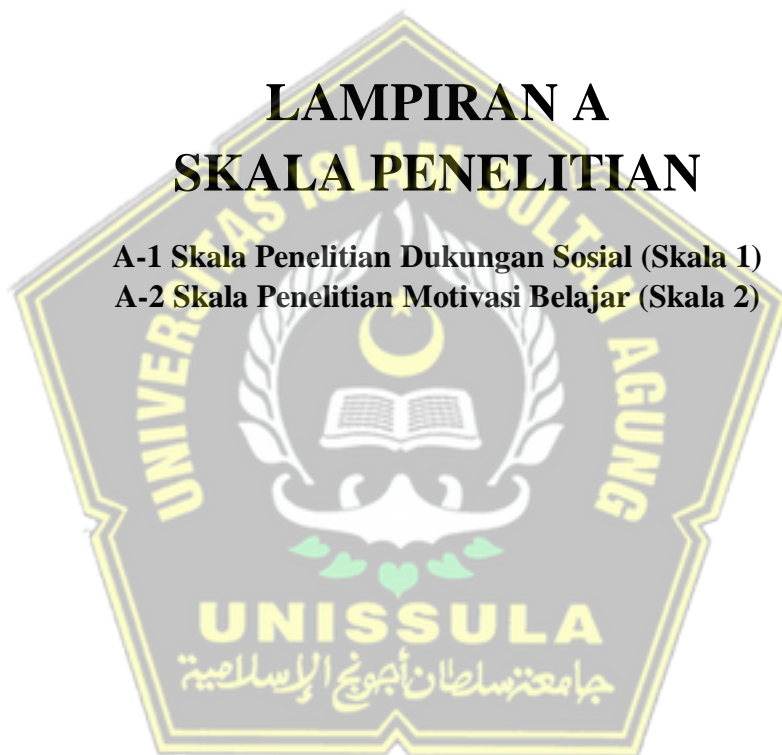 LAMPIRAN A
SKALA PENELITIAN
A-1 Skala Penelitian Dukungan Sosial (Skala 1)
A-2 Skala Penelitian Motivasi Belajar (Skala 2)
UNIVERSITAS ISLAM SULTAN AGUNG
UNISSULA
جامعة سلطان أجونج الإسلامية